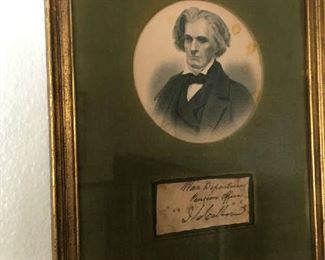 War Department
Pension Office
J. C. Calhoun